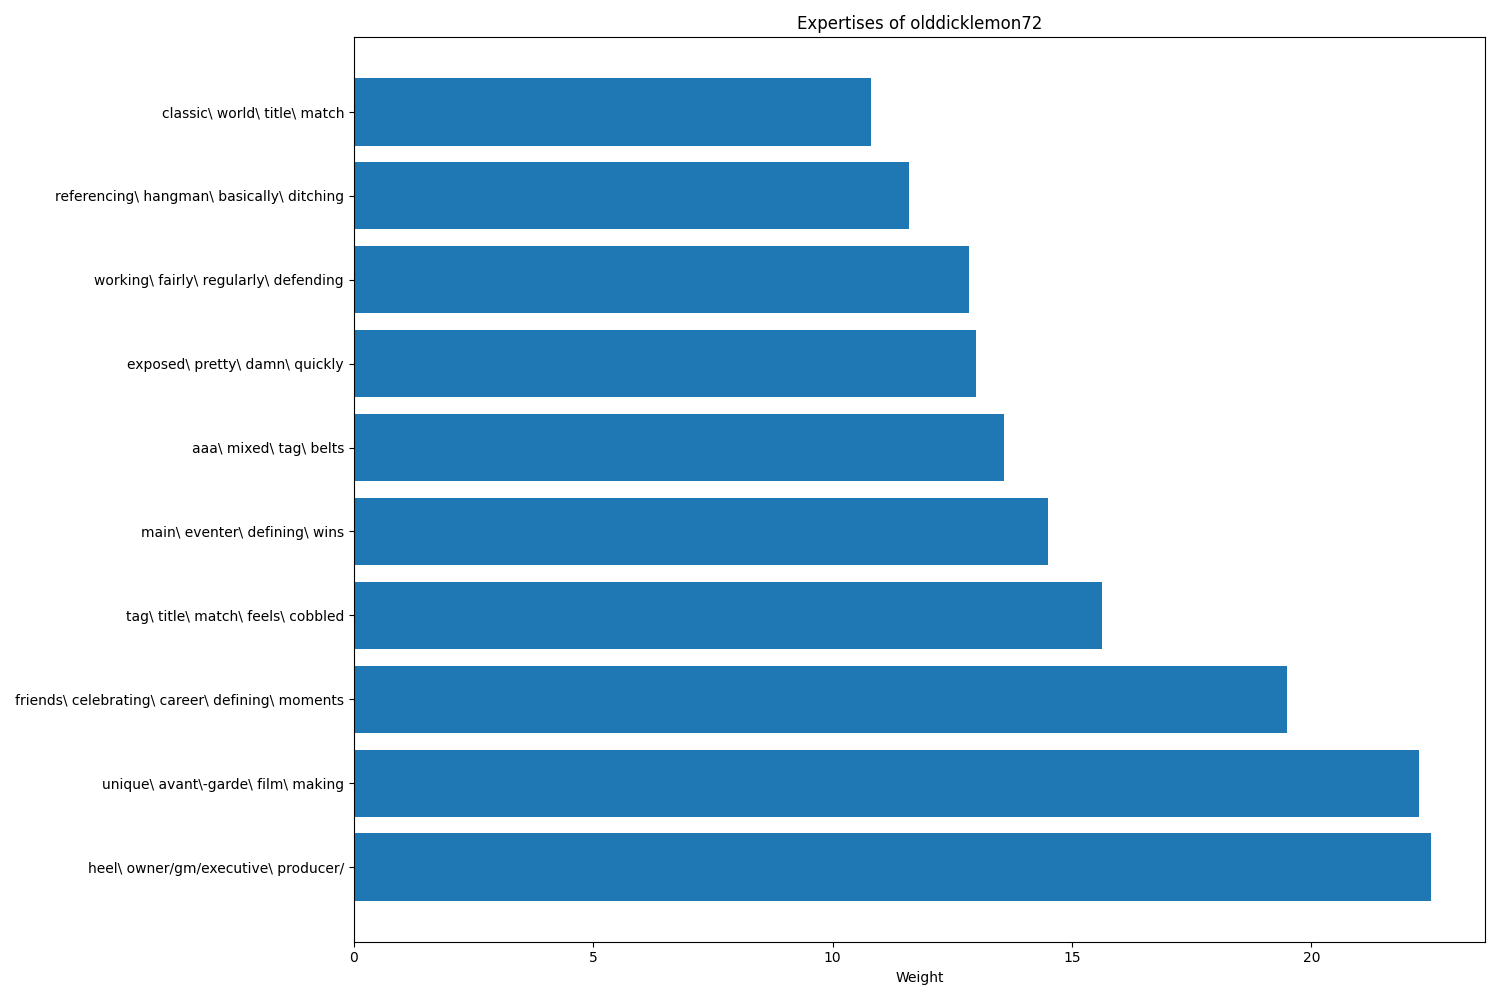 Expertises of olddicklemon72
classic\ world\ title\ match
referencing\ hangman\ basically\ ditching
working\ fairly\ regularly\ defending
exposed\ pretty\ damn\ quickly
aaa\ mixed\ tag\ belts
main\ eventer\ defining\ wins
tag\ title\ match\ feels\ cobbled
friends\ celebrating\ career\ defining\ moments
unique\ avant\-garde\ film\ making
heel\ owner/gm/executive\ producer/
0 5 10 15 20
Weight